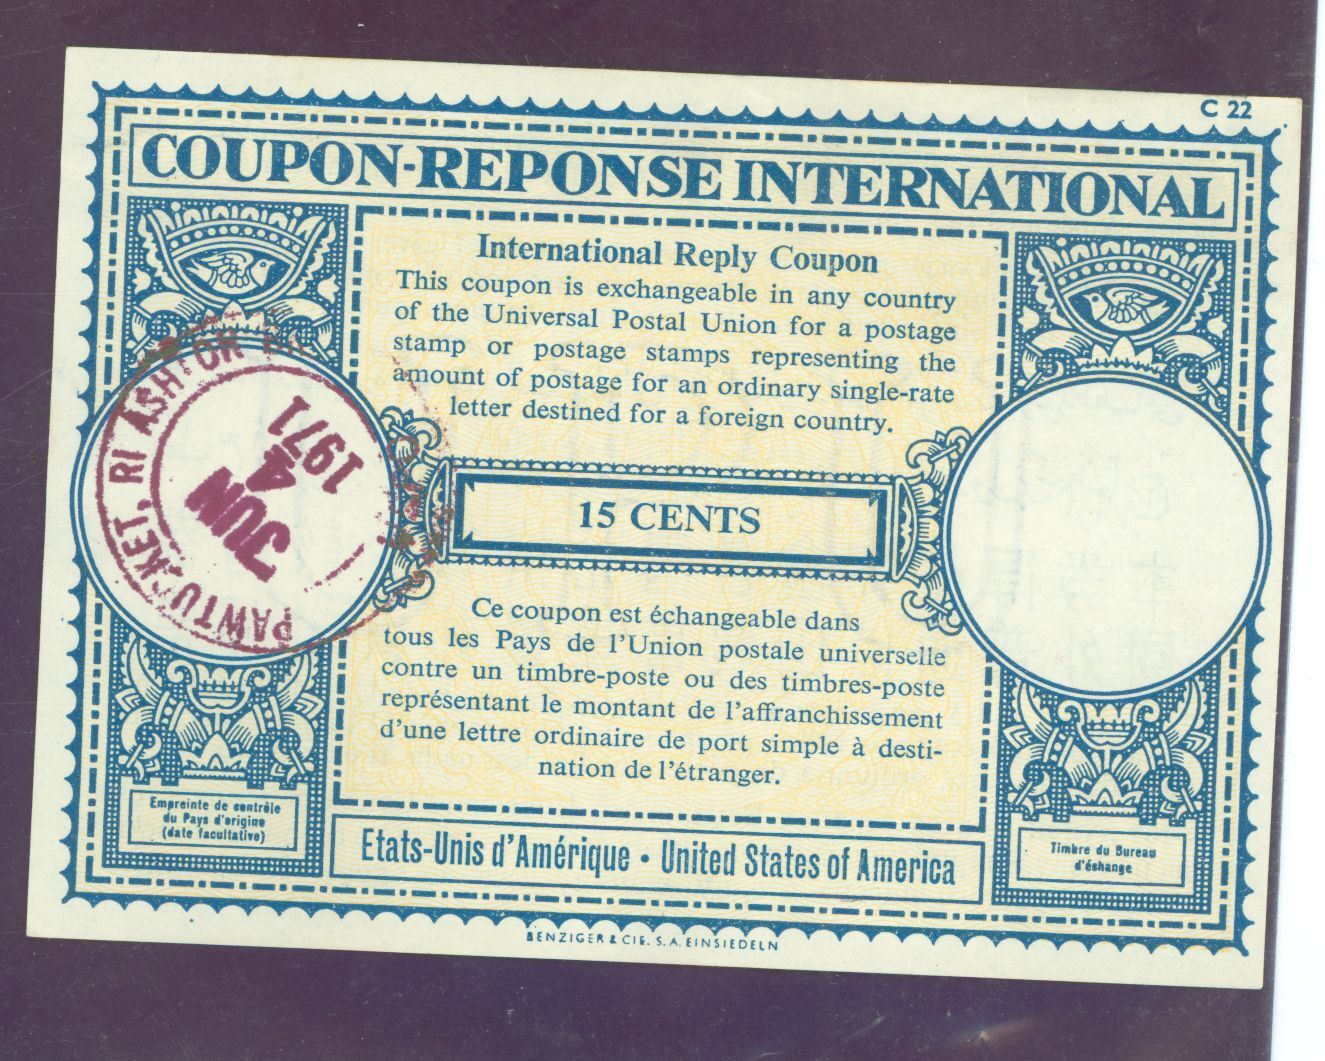 C 22
COUPON-REPONSE INTERNATIONAL
International Reply Coupon
This coupon is exchangeable in any country
of the Universal Postal Union for a postage
stamp or postage stamps representing the
amount of postage for an ordinary single-rate
letter destined for a foreign country.
PAWTUCKET, RI ASHTON
JUN
4
1971
15 CENTS
Ce coupon est échangeable dans
tous les Pays de l'Union postale universelle
contre un timbre-poste ou des timbres-poste
représentant le montant de l'affranchissement
d'une lettre ordinaire de port simple à desti-
nation de l'étranger.
Empreinte de contrôle
du Pays d'origine
(date facultative)
Timbre du Bureau
d'échange
Etats-Unis d'Amérique • United States of America
BENZIGER & CIE. S.A. EINSIEDELN